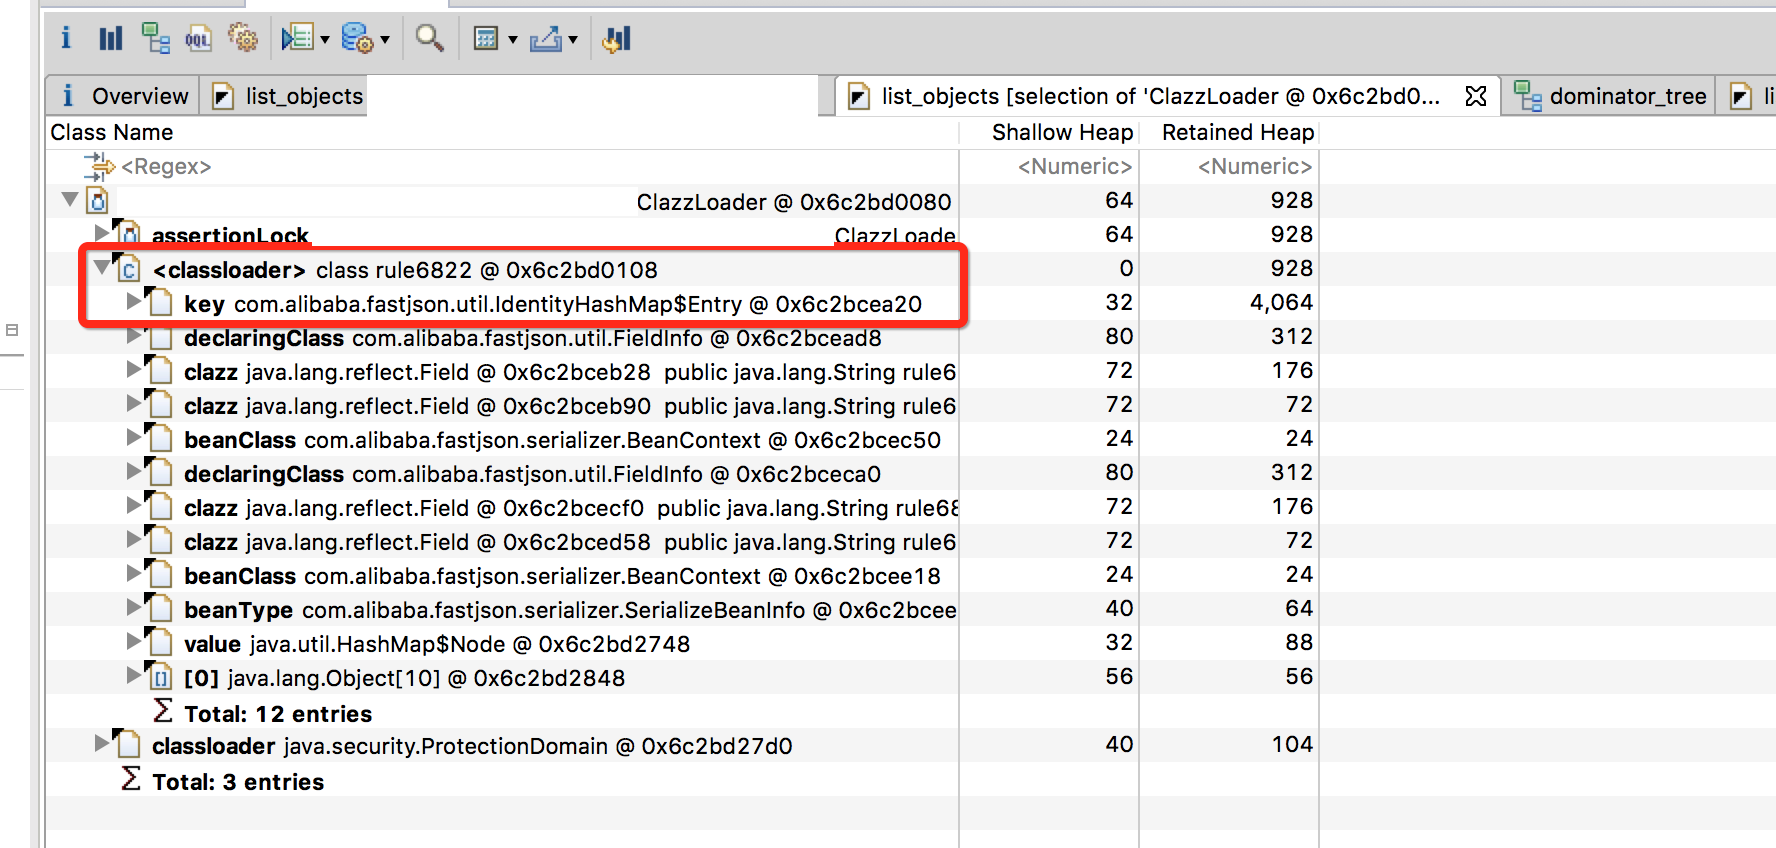 i OQL
i Overview list_objects list_objects [selection of 'ClazzLoader @ 0x6c2bd0... dominator_tree li
Class Name Shallow Heap Retained Heap
<Regex> <Numeric> <Numeric>
ClazzLoader @ 0x6c2bd0080 64 928
assertionLock ClazzLoade 64 928
<classloader> class rule6822 @ 0x6c2bd0108 0 928
key com.alibaba.fastjson.util.IdentityHashMap$Entry @ 0x6c2bcea20 32 4,064
declaringClass com.alibaba.fastjson.util.FieldInfo @ 0x6c2bcead8 80 312
clazz java.lang.reflect.Field @ 0x6c2bceb28 public java.lang.String rule6 72 176
clazz java.lang.reflect.Field @ 0x6c2bceb90 public java.lang.String rule6 72 72
beanClass com.alibaba.fastjson.serializer.BeanContext @ 0x6c2bcec50 24 24
declaringClass com.alibaba.fastjson.util.FieldInfo @ 0x6c2bceca0 80 312
clazz java.lang.reflect.Field @ 0x6c2bcecf0 public java.lang.String rule68 72 176
clazz java.lang.reflect.Field @ 0x6c2bced58 public java.lang.String rule6 72 72
beanClass com.alibaba.fastjson.serializer.BeanContext @ 0x6c2bcee18 24 24
beanType com.alibaba.fastjson.serializer.SerializeBeanInfo @ 0x6c2bcee 40 64
value java.util.HashMap$Node @ 0x6c2bd2748 32 88
[0] java.lang.Object[10] @ 0x6c2bd2848 56 56
Σ Total: 12 entries
classloader java.security.ProtectionDomain @ 0x6c2bd27d0 40 104
Σ Total: 3 entries